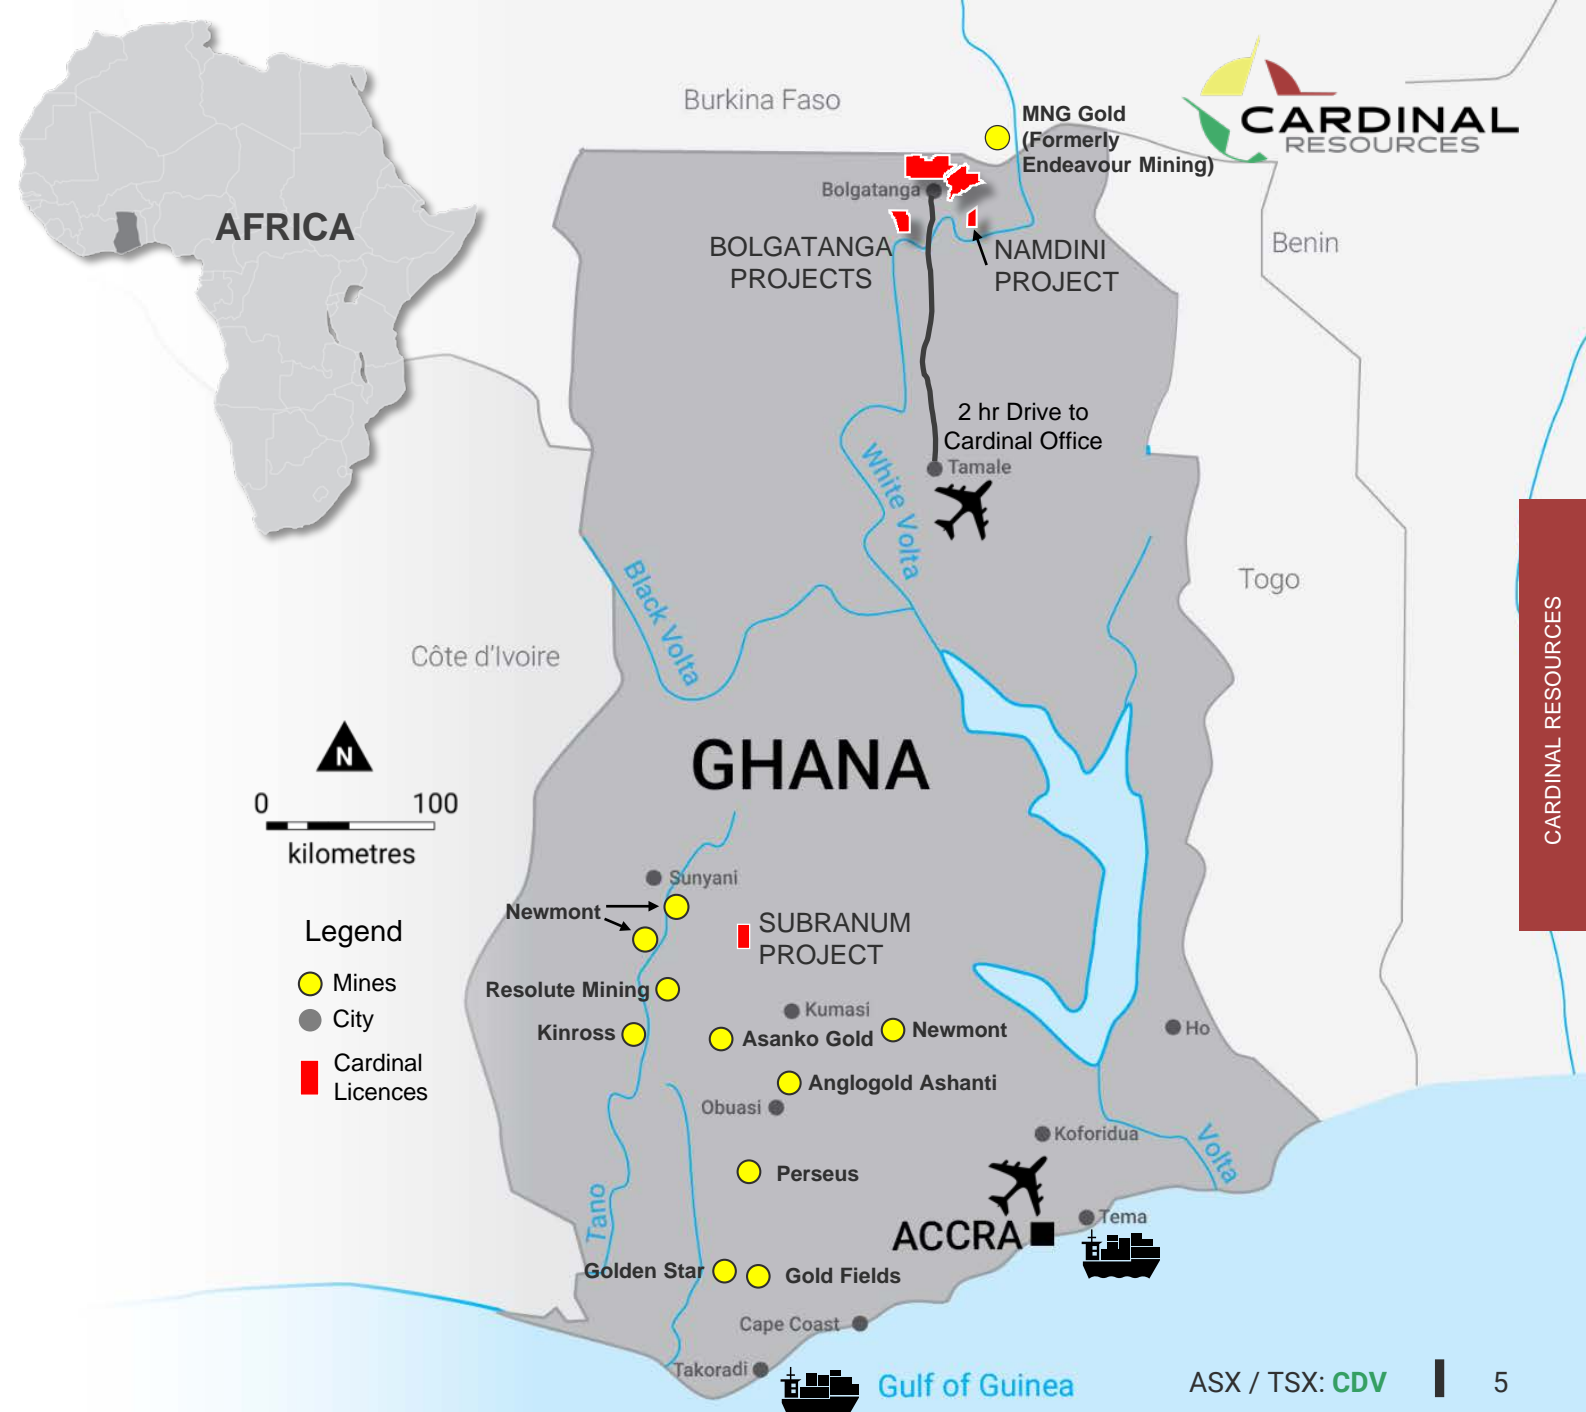 Burkina Faso
MNG Gold
(Formerly
Endeavour Mining)
CARDINAL
RESOURCES
AFRICA
Bolgatanga
BOLGATANGA
PROJECTS
NAMDINI
PROJECT
Benin
2 hr Drive to
Cardinal Office
Tamale
White Volta
Black Volta
Togo
Côte d'Ivoire
CARDINAL RESOURCES
GHANA
N
0 100
kilometres
Sunyani
Newmont
SUBRANUM
PROJECT
Legend
Mines
City
Cardinal
Licences
Resolute Mining
Kumasi
Kinross
Asanko Gold
Newmont
Ho
Anglogold Ashanti
Obuasi
Koforidua
Volta
Perseus
Tano
ACCRA
Tema
Golden Star
Gold Fields
Cape Coast
Takoradi
Gulf of Guinea
ASX / TSX: CDV 5